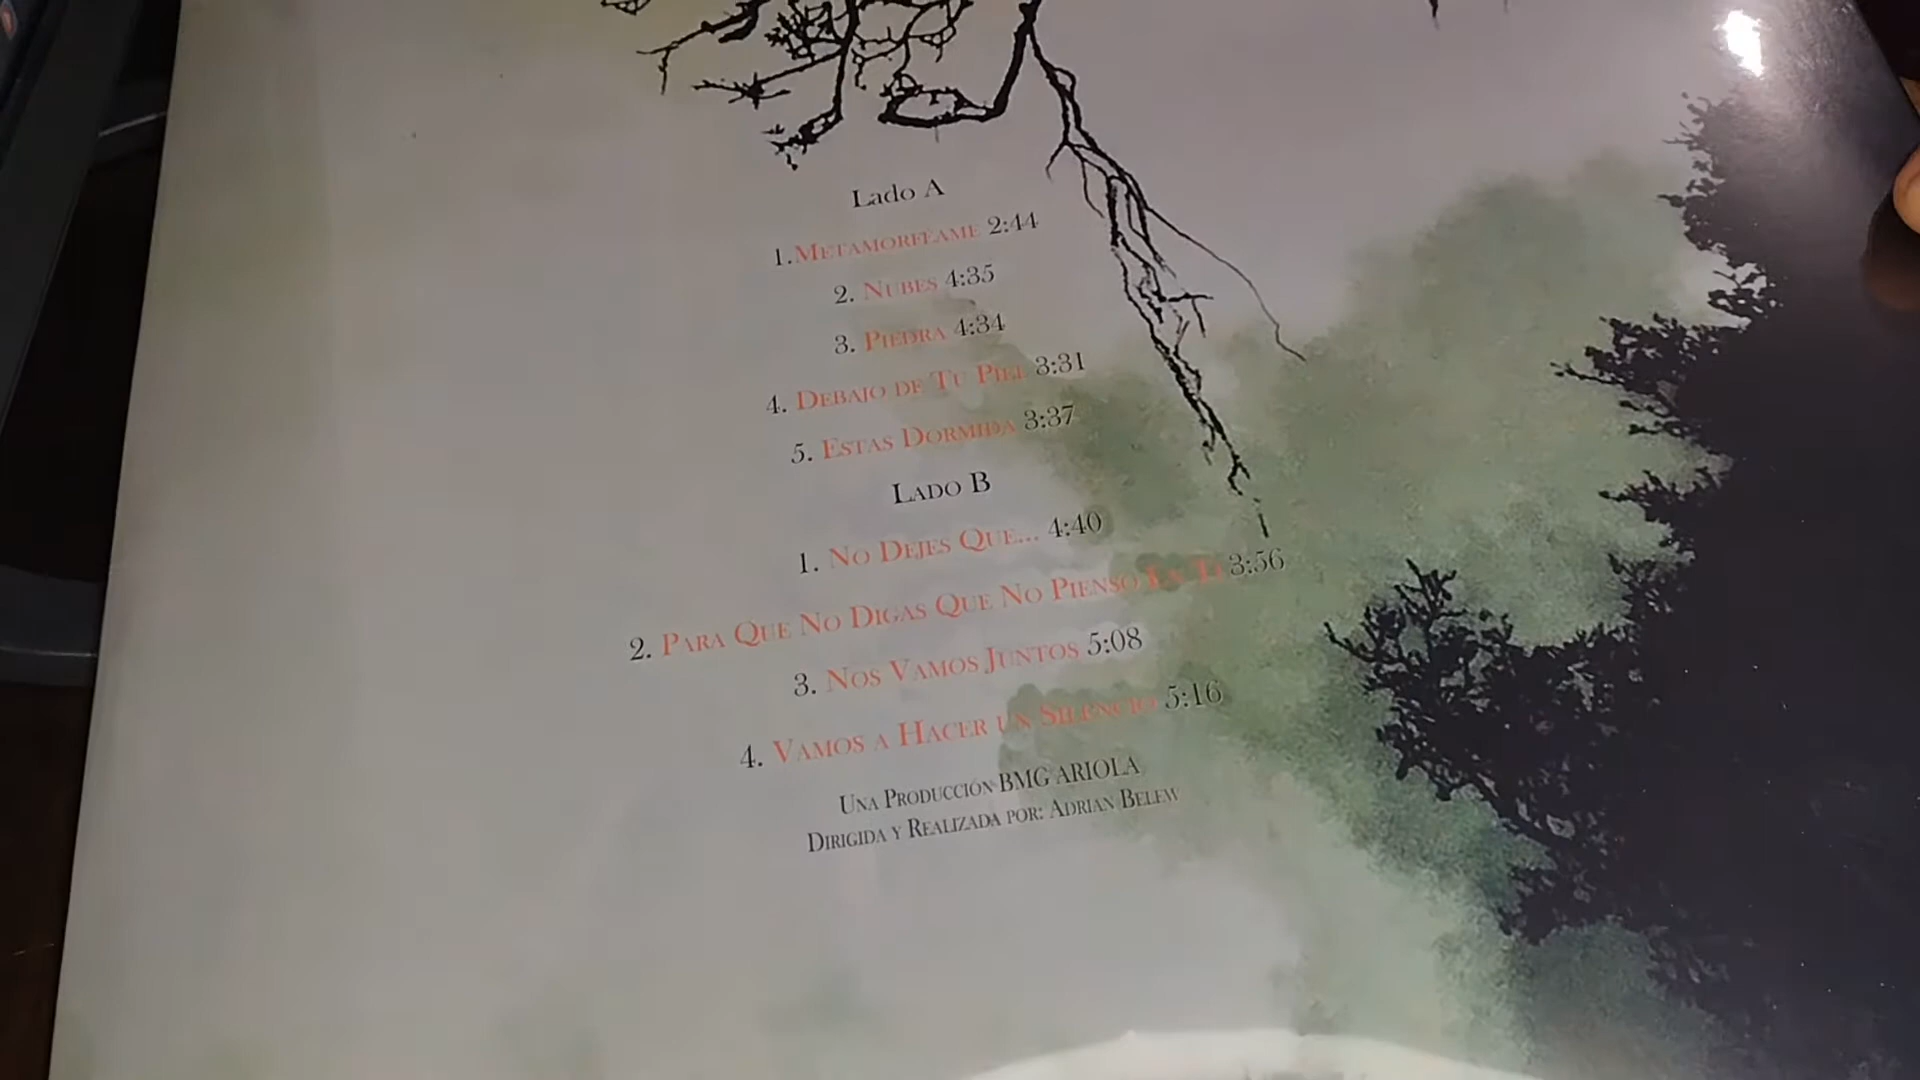 Lado A
1. METAMORFEAME 2:44
2. NUBES 4:35
3. PIEDRA 4:34
4. DEBAJO DE TU PIEL 3:31
5. ESTAS DORMIDA 3:37
LADO B
1. NO DEJES QUE... 4:40
2. PARA QUE NO DIGAS QUE NO PIENSO EN TI 3:56
3. NOS VAMOS JUNTOS 5:08
4. VAMOS A HACER UN SILENCIO 5:16
UNA PRODUCCIÓN BMG ARIOLA
DIRIGIDA Y REALIZADA POR: ADRIAN BELEW